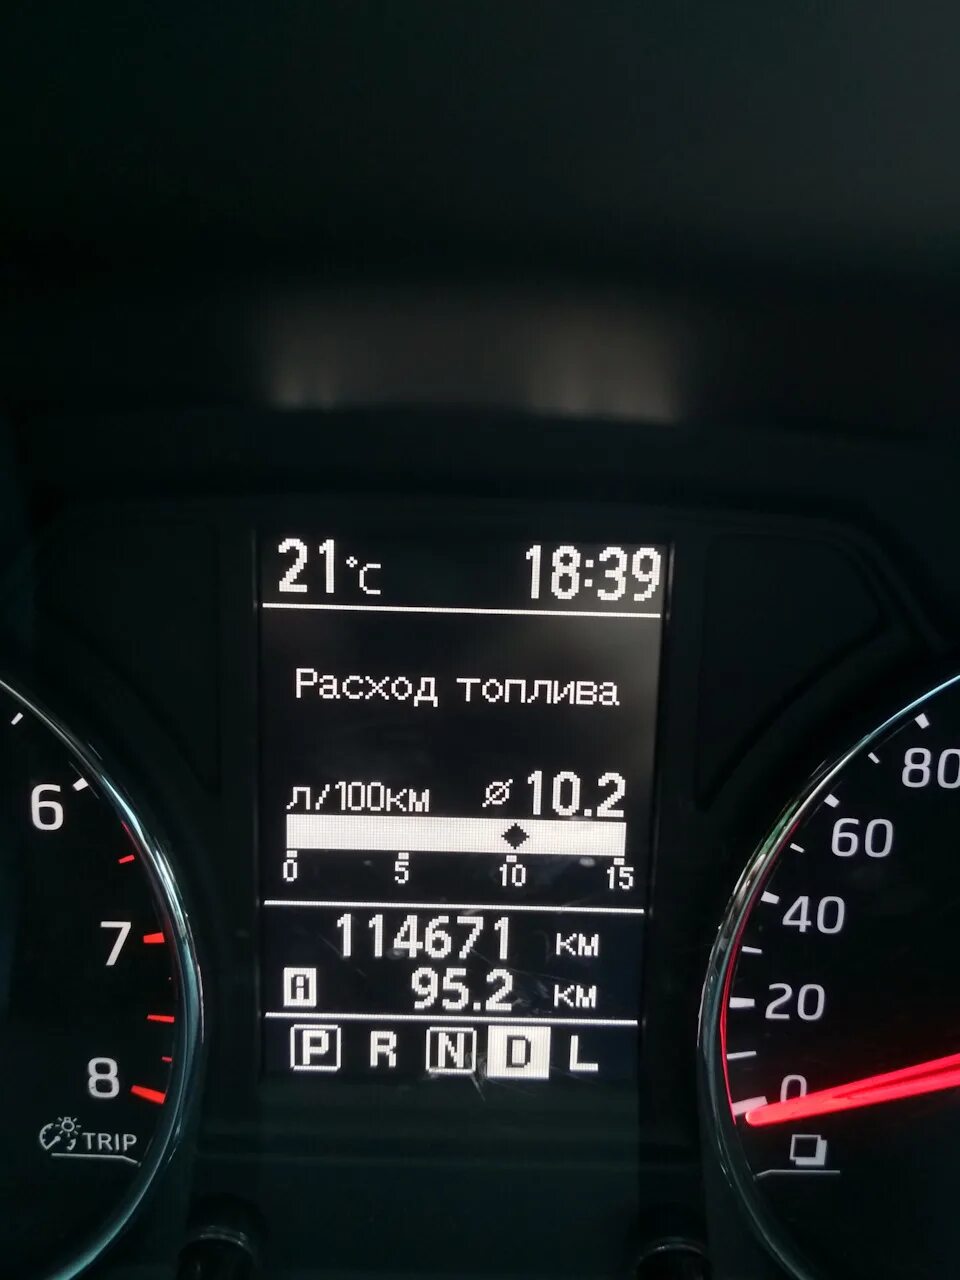 21°C 18:39
Расход топлива
л/100км ⌀ 10.2
0 5 10 15
114671 км
A 95.2 км
P R N D L
6
7
8
TRIP
80
60
40
20
0